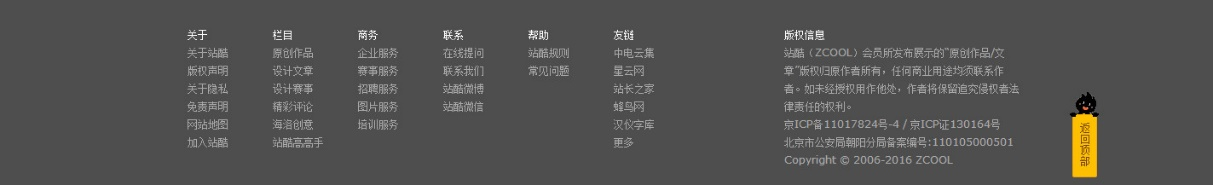 关于
关于站酷
版权声明
关于隐私
免责声明
网站地图
加入站酷
栏目
原创作品
设计文章
设计赛事
精彩评论
海洛创意
站酷高高手
商务
企业服务
赛事服务
招聘服务
图片服务
培训服务
联系
在线提问
联系我们
站酷微博
站酷微信
帮助
站酷规则
常见问题
友链
中电云集
星云网
站长之家
蜂鸟网
汉仪字库
更多
版权信息
站酷（ZCOOL）会员所发布展示的“原创作品/文
章”版权归原作者所有，任何商业用途均须联系作
者。如未经授权用作他处，作者将保留追究侵权者法
律责任的权利。
京ICP备11017824号-4 / 京ICP证130164号
北京市公安局朝阳分局备案编号:110105000501
Copyright © 2006-2016 ZCOOL
返回顶部